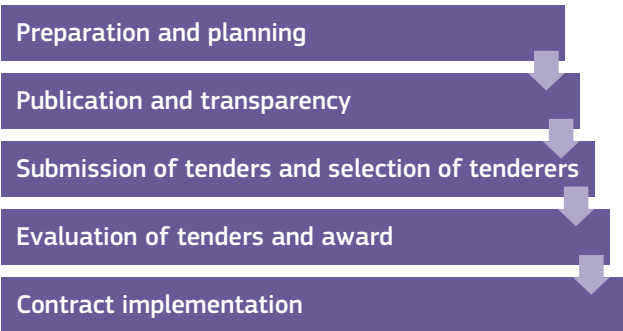 Preparation and planning
Publication and transparency
Submission of tenders and selection of tenderers
Evaluation of tenders and award
Contract implementation